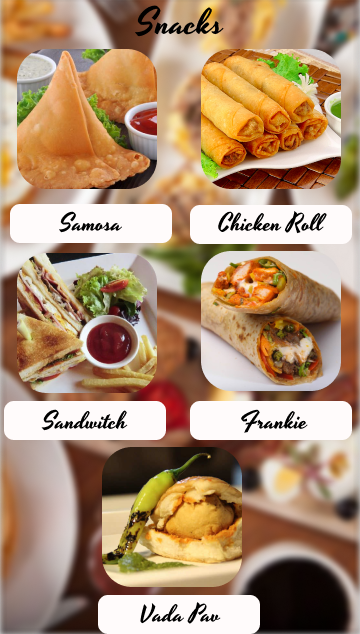 Snacks
Samosa
Chicken Roll
Sandwitch
Frankie
Vada Pav